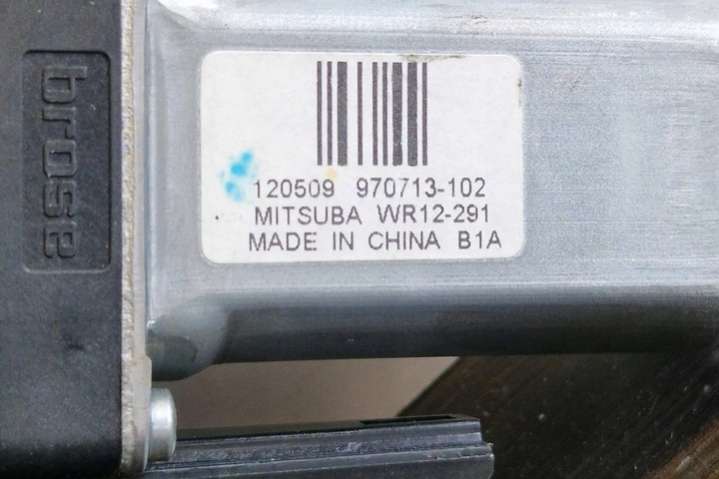 brose
120509 970713-102
MITSUBA WR12-291
MADE IN CHINA B1A